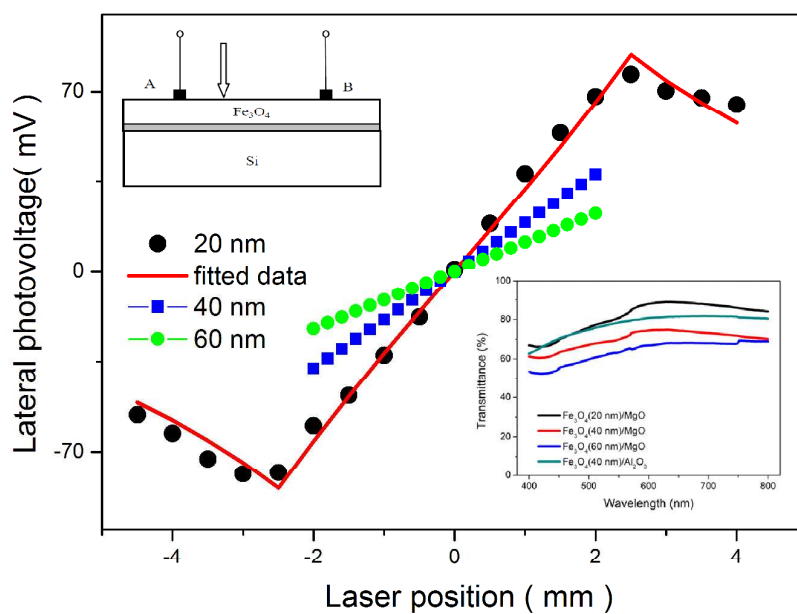 Lateral photovoltage( mV)
70
0
-70
A
B
Fe₃O₄
Si
20 nm
fitted data
40 nm
60 nm
Transmittance (%)
100
80
60
40
20
0
Fe₃O₄(20 nm)/MgO
Fe₃O₄(40 nm)/MgO
Fe₃O₄(60 nm)/MgO
Fe₃O₄(40 nm)/Al₂O₃
400 500 600 700 800
Wavelength (nm)
-4 -2 0 2 4
Laser position ( mm )